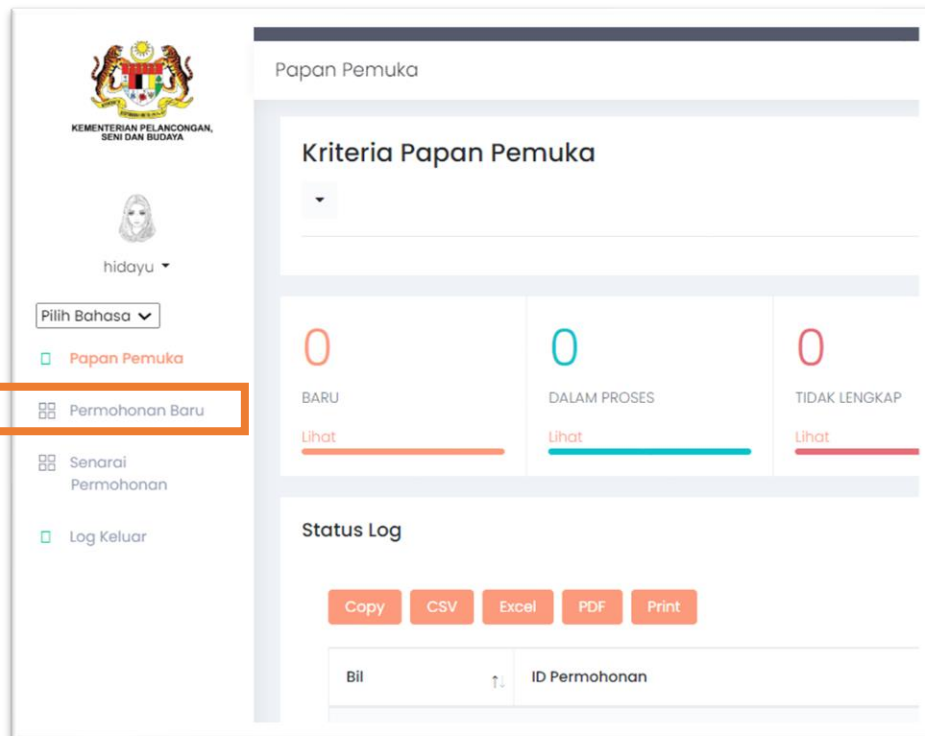 KEMENTERIAN PELANCONGAN,
SENI DAN BUDAYA
hidayu
Pilih Bahasa
Papan Pemuka
Permohonan Baru
Senarai
Permohonan
Log Keluar
Papan Pemuka
Kriteria Papan Pemuka
0 0 0
BARU DALAM PROSES TIDAK LENGKAP
Lihat Lihat Lihat
Status Log
Copy CSV Excel PDF Print
Bil ID Permohonan